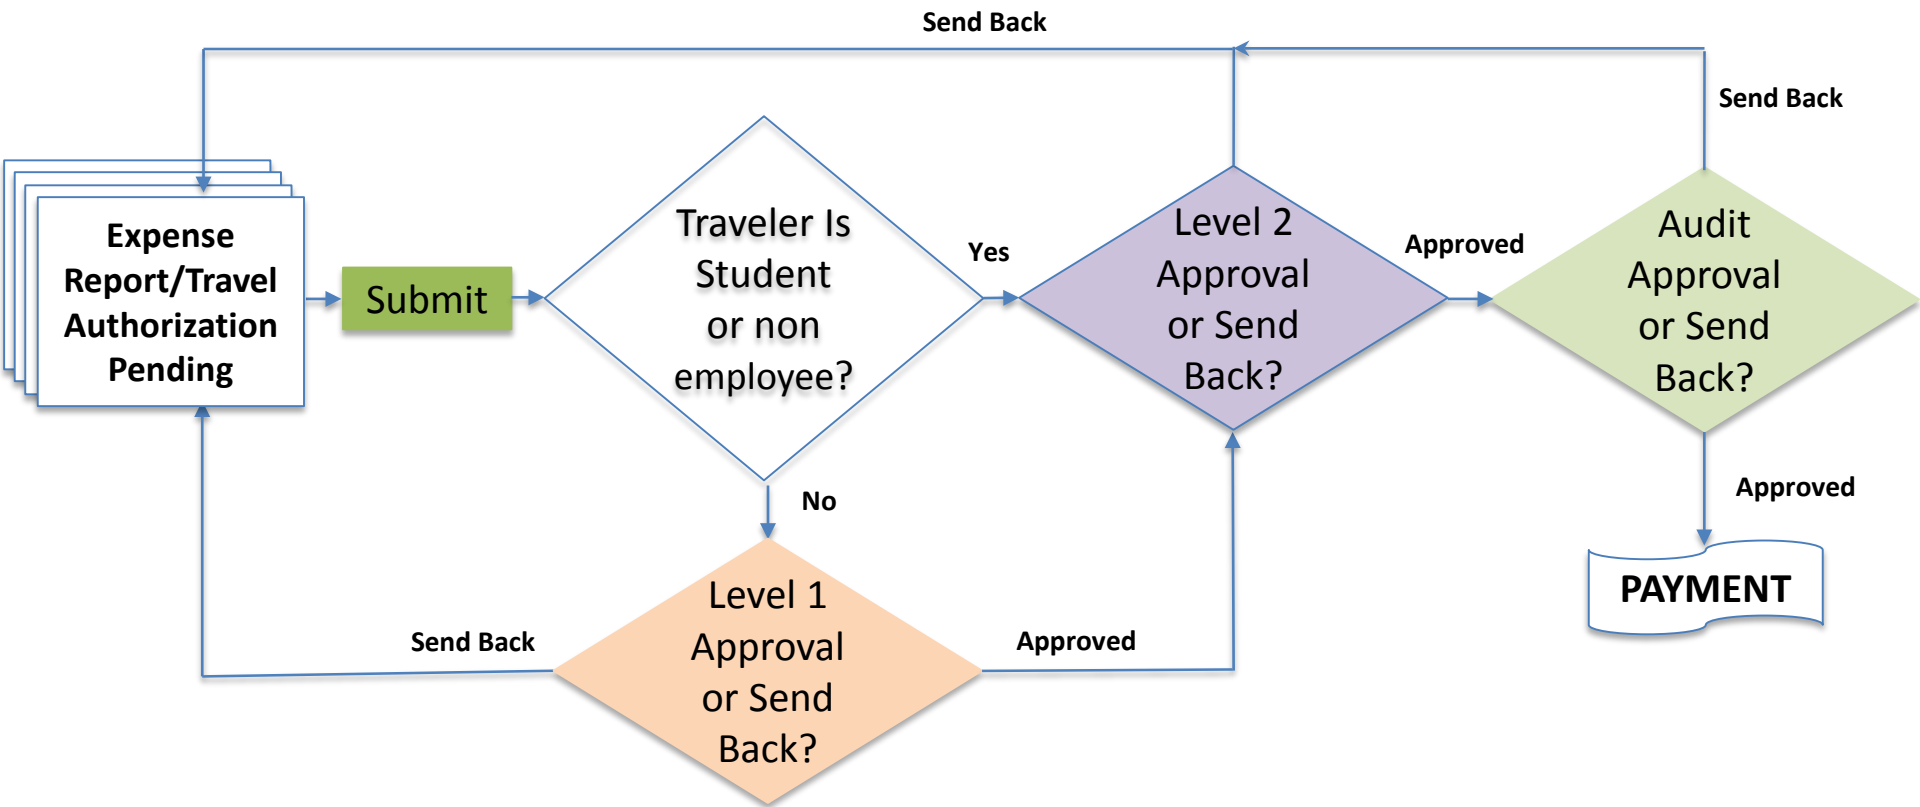 Send Back
Send Back
Expense
Report/Travel
Authorization
Pending
Submit
Traveler Is
Student
or non
employee?
Yes
Level 2
Approval
or Send
Back?
Approved
Audit
Approval
or Send
Back?
No
Approved
PAYMENT
Send Back
Level 1
Approval
or Send
Back?
Approved